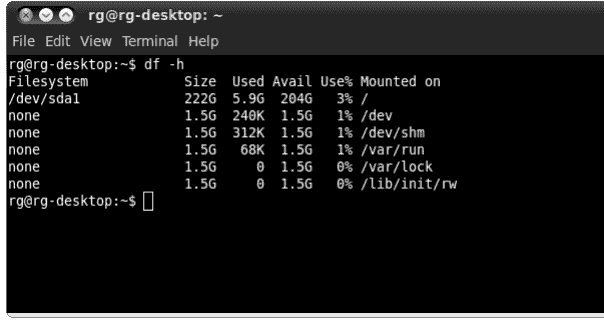 rg@rg-desktop: ~
File Edit View Terminal Help
rg@rg-desktop:~$ df -h
Filesystem            Size  Used Avail Use% Mounted on
/dev/sda1             222G  5.9G  204G   3% /
none                  1.5G  240K  1.5G   1% /dev
none                  1.5G  312K  1.5G   1% /dev/shm
none                  1.5G   68K  1.5G   1% /var/run
none                  1.5G     0  1.5G   0% /var/lock
none                  1.5G     0  1.5G   0% /lib/init/rw
rg@rg-desktop:~$